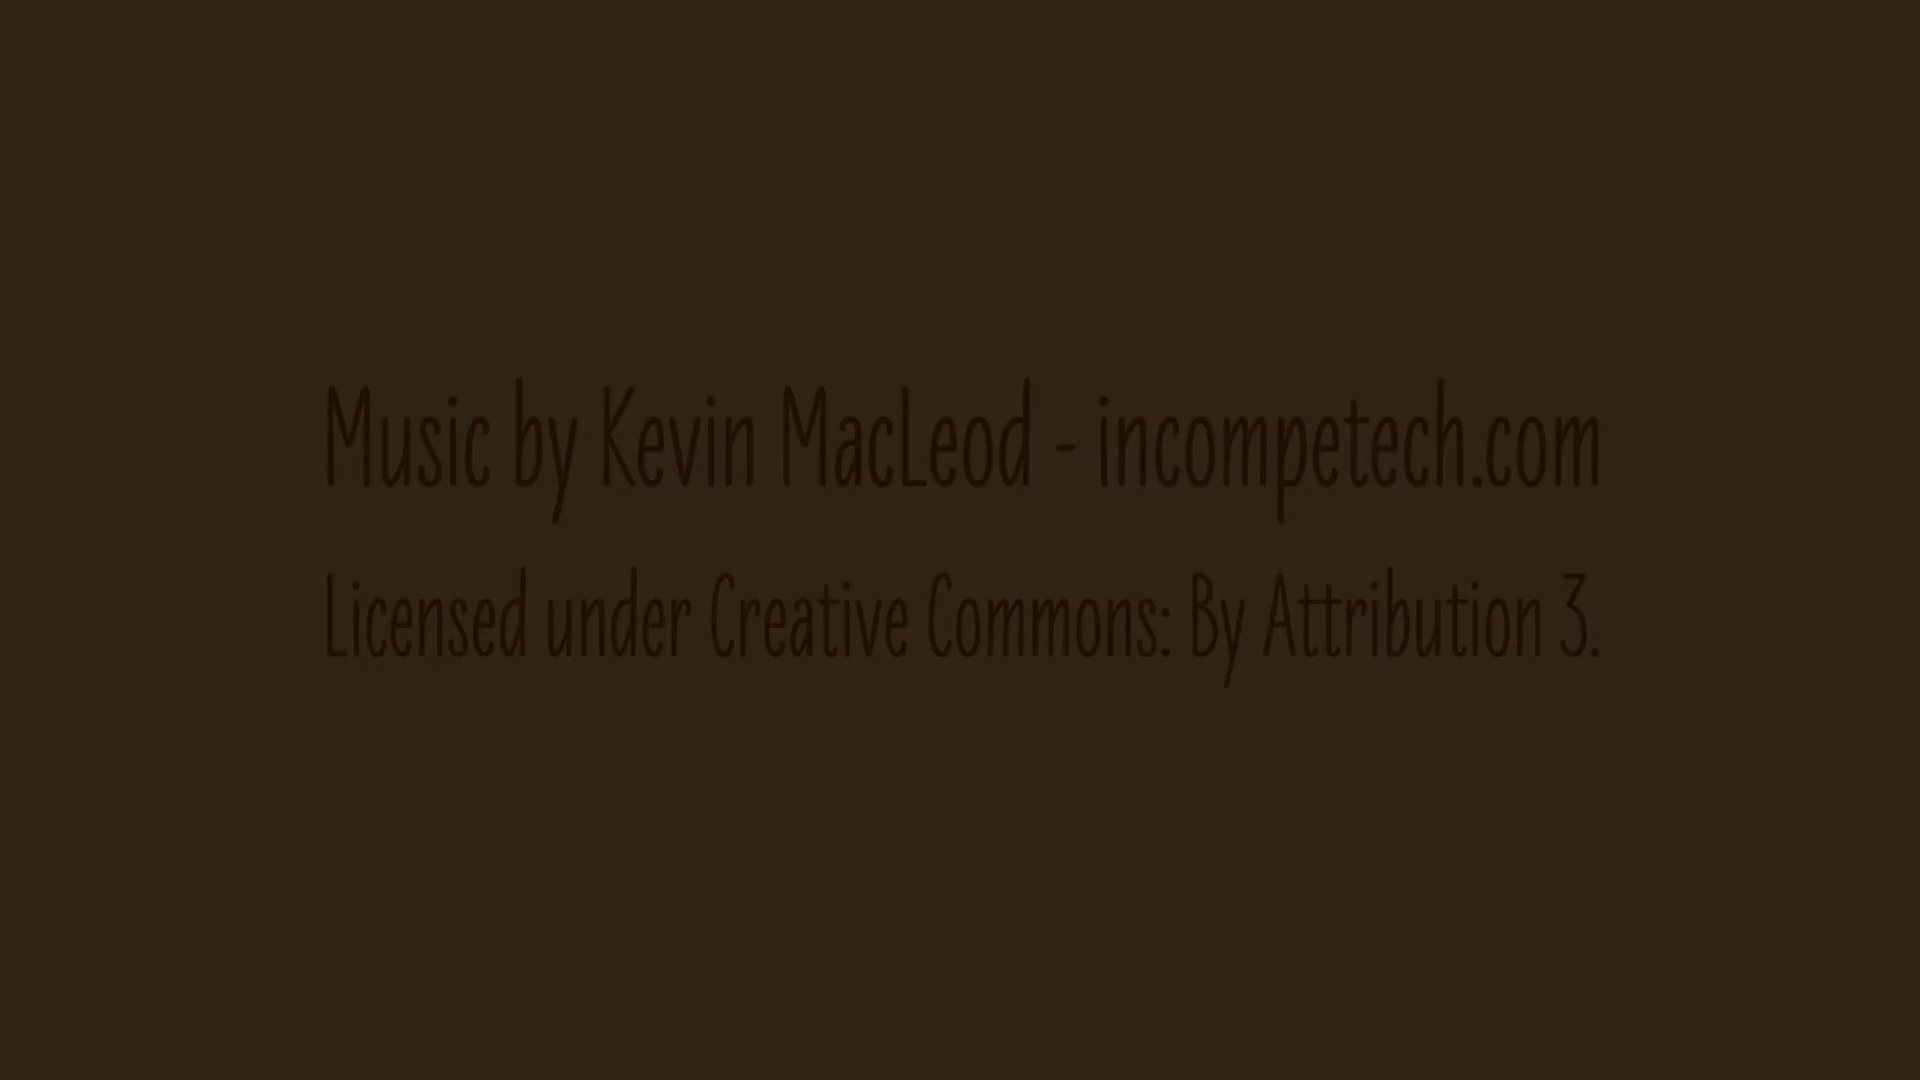 Music by Kevin MacLeod - incompetech.com
Licensed under Creative Commons: By Attribution 3.